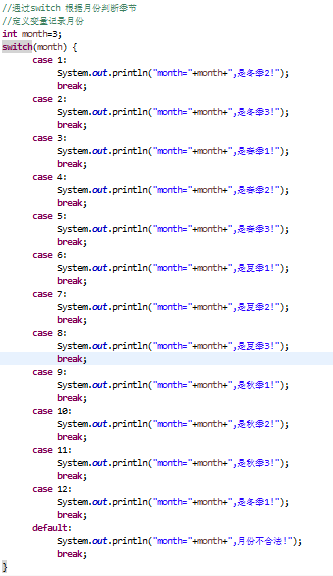 //通过switch 根据月份判断季节
//定义变量记录月份
int month=3;
switch(month) {
case 1:
System.out.println("month="+month+",是冬季2!");
break;
case 2:
System.out.println("month="+month+",是冬季3!");
break;
case 3:
System.out.println("month="+month+",是春季1!");
break;
case 4:
System.out.println("month="+month+",是春季2!");
break;
case 5:
System.out.println("month="+month+",是春季3!");
break;
case 6:
System.out.println("month="+month+",是夏季1!");
break;
case 7:
System.out.println("month="+month+",是夏季2!");
break;
case 8:
System.out.println("month="+month+",是夏季3!");
break;
case 9:
System.out.println("month="+month+",是秋季1!");
break;
case 10:
System.out.println("month="+month+",是秋季2!");
break;
case 11:
System.out.println("month="+month+",是秋季3!");
break;
case 12:
System.out.println("month="+month+",是冬季1!");
break;
default:
System.out.println("month="+month+",月份不合法!");
break;
}